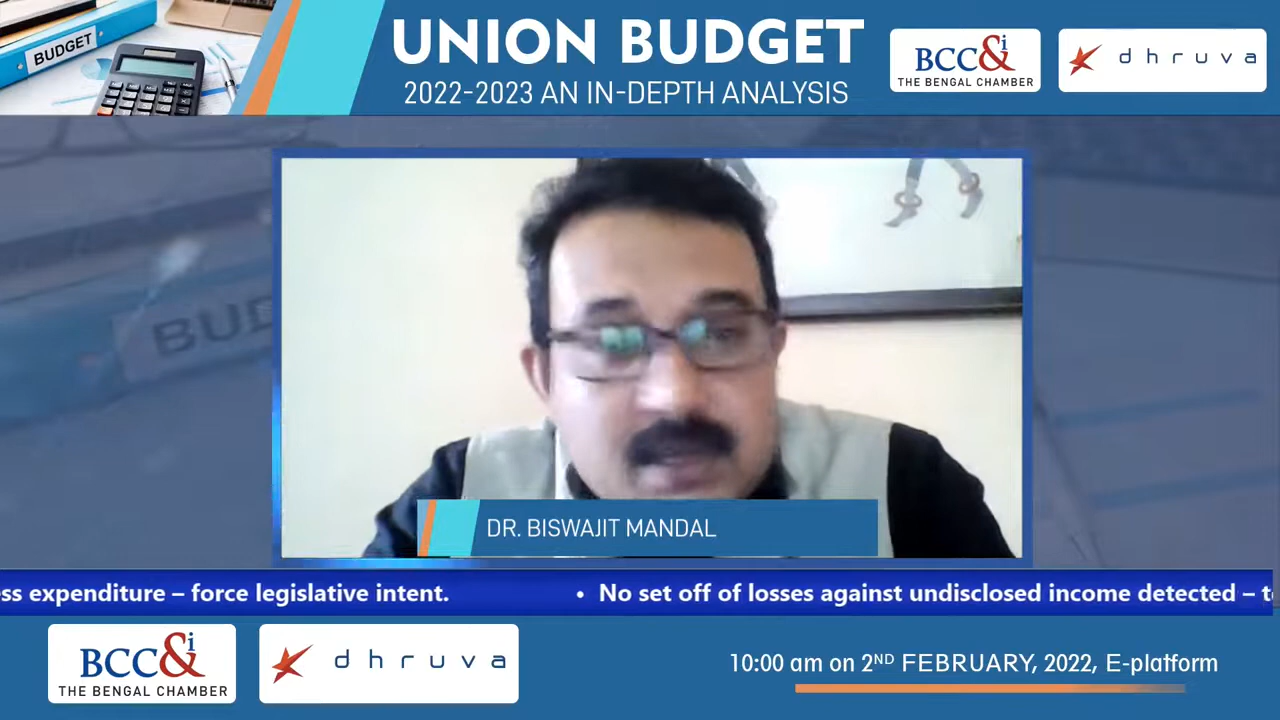 BUDGET
UNION BUDGET
2022-2023 AN IN-DEPTH ANALYSIS
BCC&i
THE BENGAL CHAMBER
dhruva
BUD
DR. BISWAJIT MANDAL
ss expenditure – force legislative intent. • No set off of losses against undisclosed income detected –
BCC&i
THE BENGAL CHAMBER
dhruva
10:00 am on 2ND FEBRUARY, 2022, E-platform